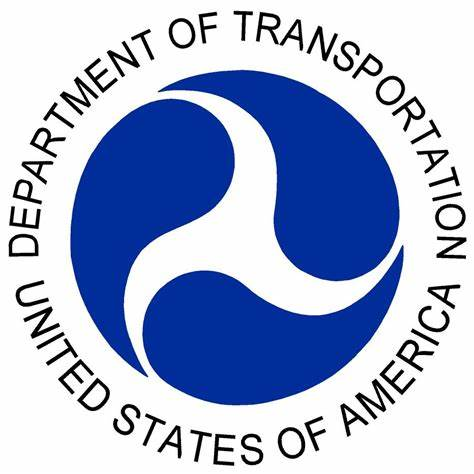 DEPARTMENT OF TRANSPORTATION
UNITED STATES OF AMERICA